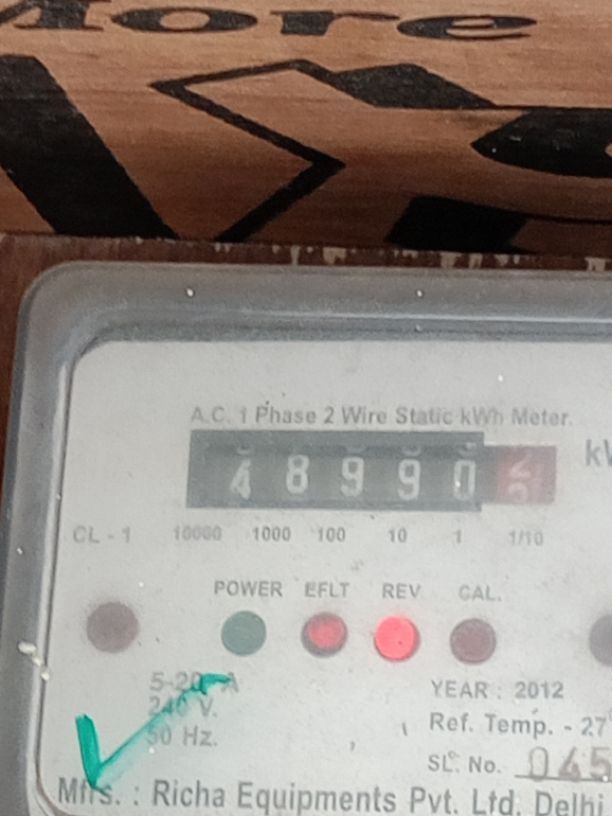 More
A.C. 1 Phase 2 Wire Static kWh Meter.
4 8 9 9 0
CL - 1 10000 1000 100 10 1 1/10
POWER EFLT REV CAL.
5-20 A
240 V.
50 Hz.
YEAR : 2012
Ref. Temp. - 27
SL. No. 045
Mfrs. : Richa Equipments Pvt. Ltd. Delhi